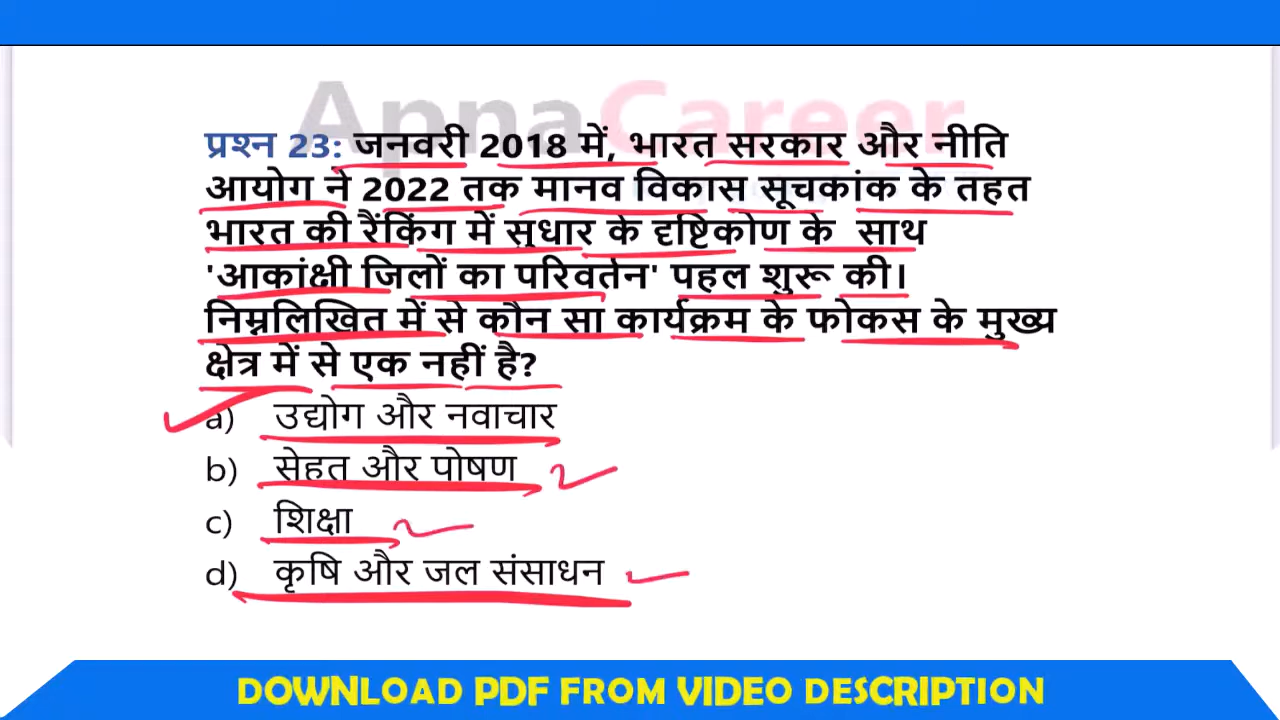 ApnaCareer
प्रश्न 23: जनवरी 2018 में, भारत सरकार और नीति
आयोग ने 2022 तक मानव विकास सूचकांक के तहत
भारत की रैंकिंग में सुधार के दृष्टिकोण के साथ
'आकांक्षी जिलों का परिवर्तन' पहल शुरू की।
निम्नलिखित में से कौन सा कार्यक्रम के फोकस के मुख्य
क्षेत्र में से एक नहीं है?
a) उद्योग और नवाचार
b) सेहत और पोषण
c) शिक्षा
d) कृषि और जल संसाधन
DOWNLOAD PDF FROM VIDEO DESCRIPTION